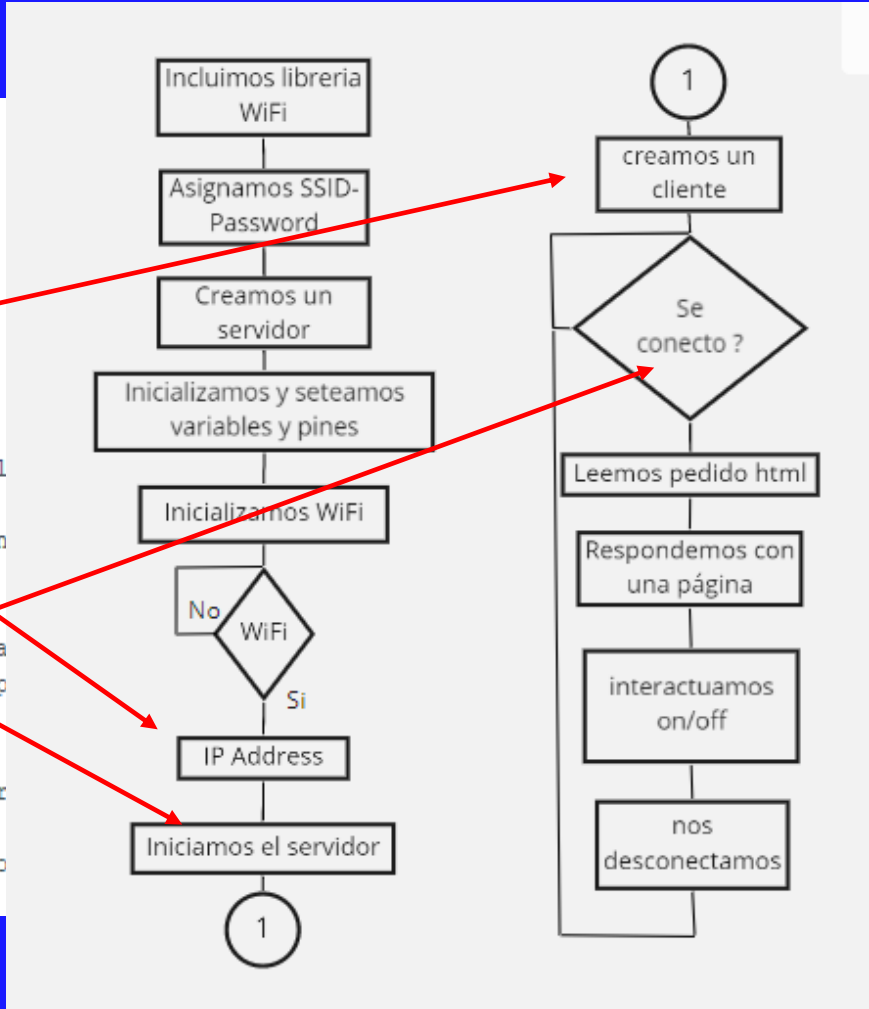 Incluimos libreria
WiFi
Asignamos SSID-
Password
Creamos un
servidor
Inicializamos y seteamos
variables y pines
Inicializamos WiFi
No
WiFi
Si
IP Address
Iniciamos el servidor
1
1
creamos un
cliente
Se
conecto ?
Leemos pedido html
Respondemos con
una página
interactuamos
on/off
nos
desconectamos